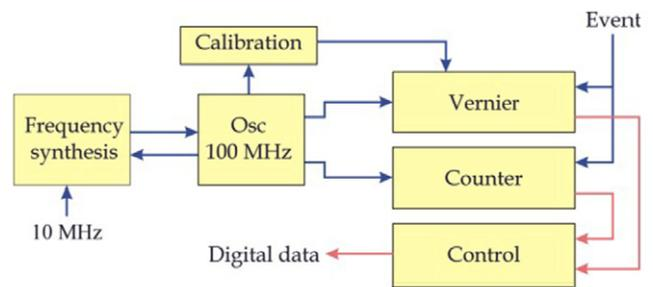 Event
Calibration
Vernier
Frequency
synthesis
Osc
100 MHz
Counter
10 MHz
Digital data
Control